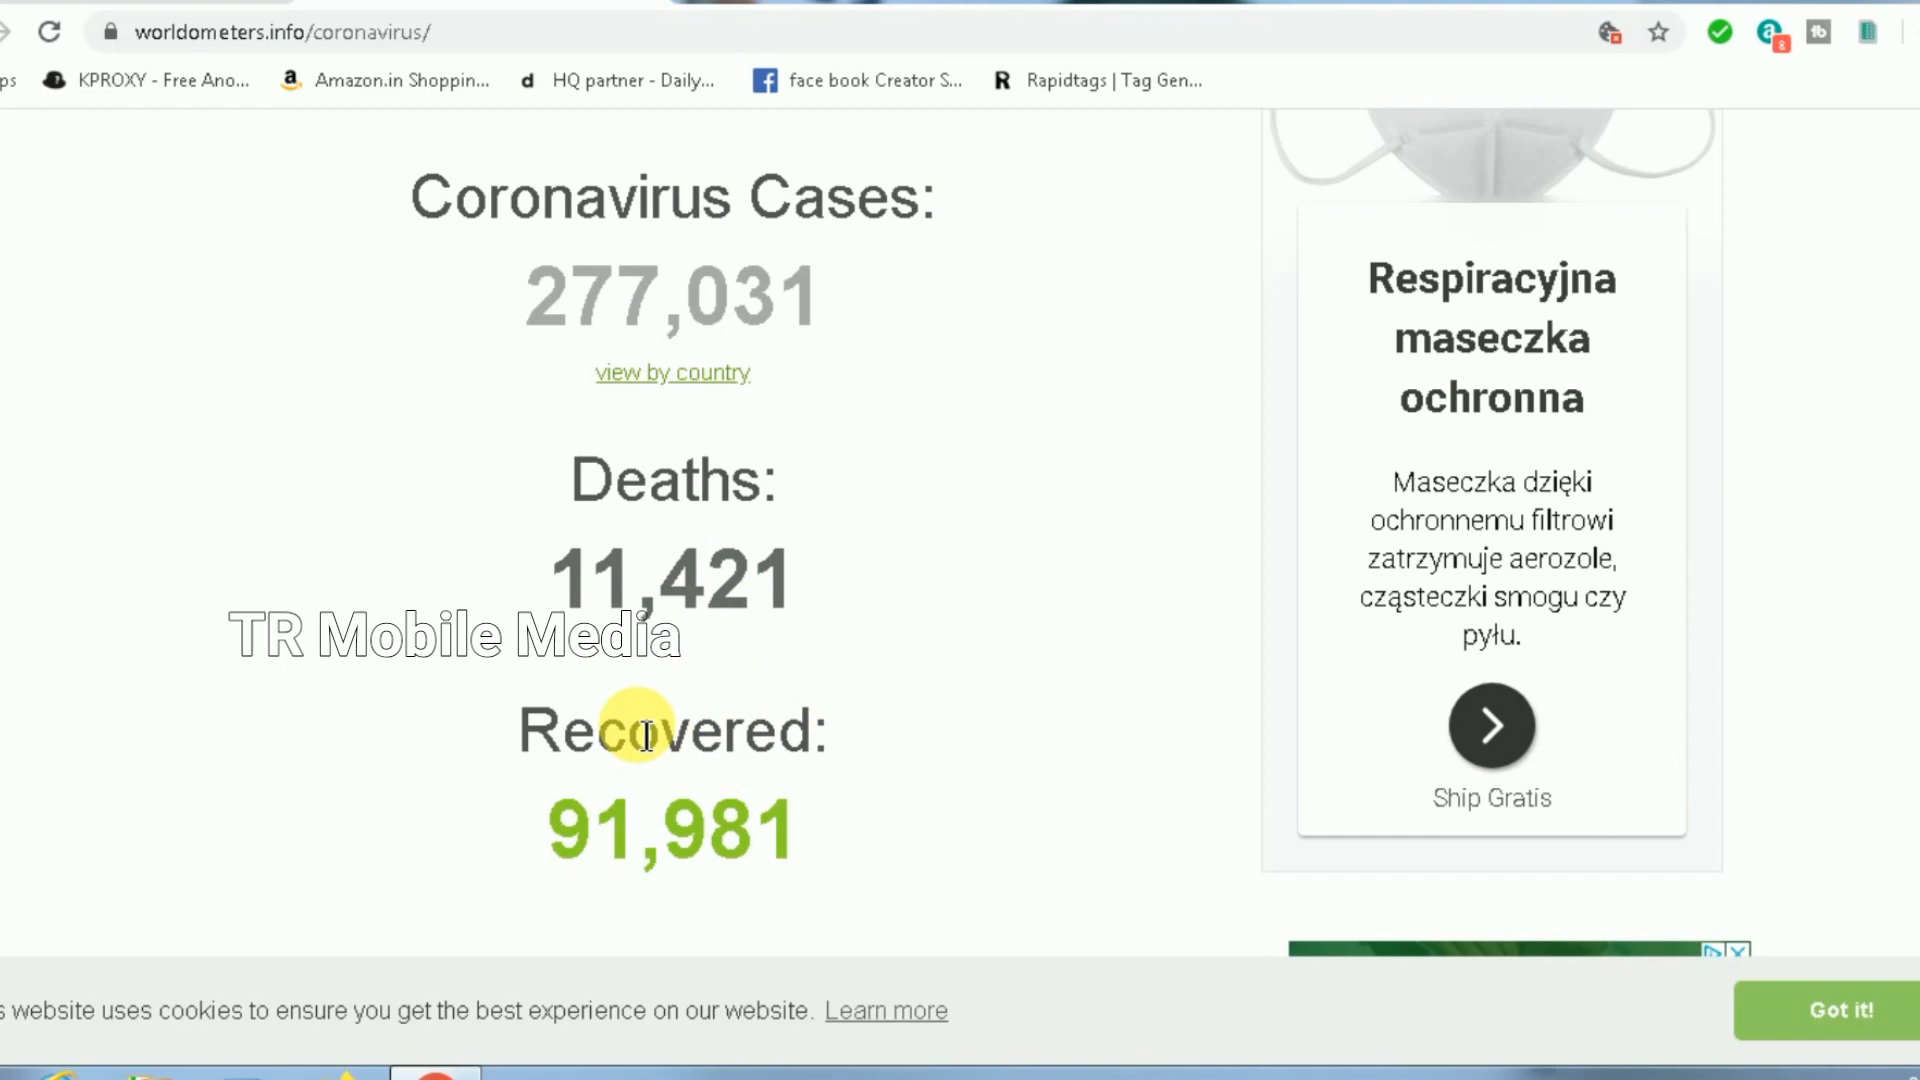 worldometers.info/coronavirus/
ps KPROXY - Free Ano... Amazon.in Shoppin... HQ partner - Daily... face book Creator S... Rapidtags | Tag Gen...
Coronavirus Cases:
277,031
view by country
Deaths:
11,421
TR Mobile Media
Recovered:
91,981
Respiracyjna
maseczka
ochronna
Maseczka dzięki
ochronnemu filtrowi
zatrzymuje aerozole,
cząsteczki smogu czy
pyłu.
Ship Gratis
s website uses cookies to ensure you get the best experience on our website. Learn more
Got it!